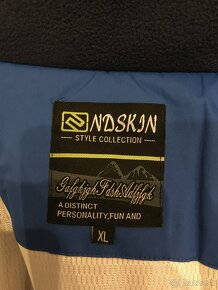 NDSKIN
STYLE COLLECTION
A DISTINCT
PERSONALITY,FUN AND
XL